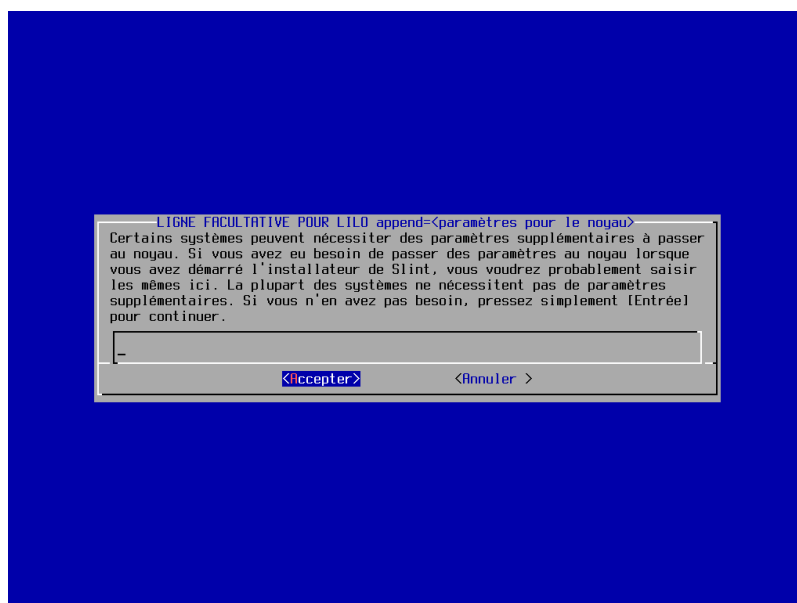 LIGNE FACULTATIVE POUR LILO append=<paramètres pour le noyau>
Certains systèmes peuvent nécessiter des paramètres supplémentaires à passer
au noyau. Si vous avez eu besoin de passer des paramètres au noyau lorsque
vous avez démarré l'installateur de Slint, vous voudrez probablement saisir
les mêmes ici. La plupart des systèmes ne nécessitent pas de paramètres
supplémentaires. Si vous n'en avez pas besoin, pressez simplement [Entrée]
pour continuer.
<Accepter> <Annuler >